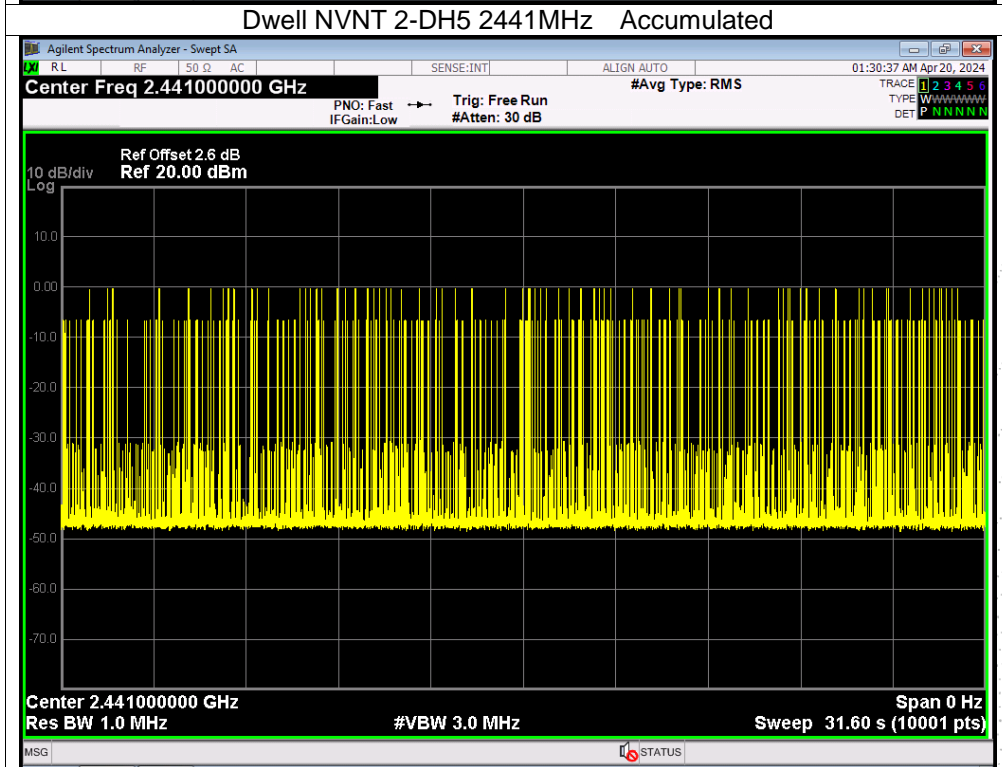 Dwell NVNT 2-DH5 2441MHz Accumulated
Agilent Spectrum Analyzer - Swept SA
LXI RL RF 50 Ω AC SENSE:INT ALIGN AUTO 01:30:37 AM Apr 20, 2024
Center Freq 2.441000000 GHz #Avg Type: RMS TRACE 1 2 3 4 5 6
PNO: Fast Trig: Free Run TYPE WWWWWW
IFGain:Low #Atten: 30 dB DET P N N N N N
Ref Offset 2.6 dB
10 dB/div Ref 20.00 dBm
Log
10.0
0.00
-10.0
-20.0
-30.0
-40.0
-50.0
-60.0
-70.0
Center 2.441000000 GHz Span 0 Hz
Res BW 1.0 MHz #VBW 3.0 MHz Sweep 31.60 s (10001 pts)
MSG STATUS